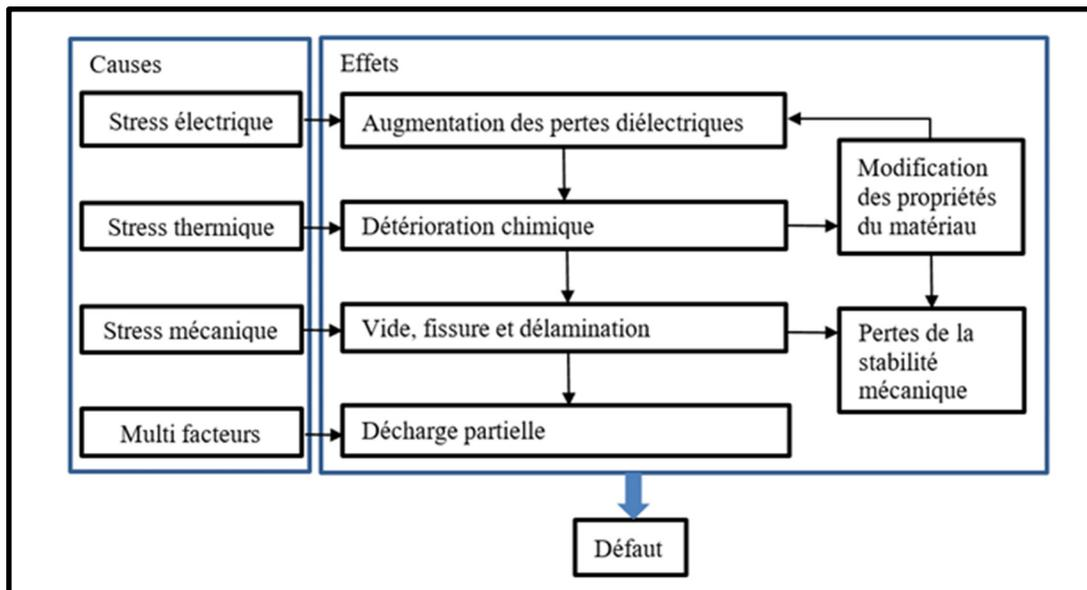 Causes
Effets
Stress électrique
Augmentation des pertes diélectriques
Modification
des propriétés
du matériau
Stress thermique
Détérioration chimique
Stress mécanique
Vide, fissure et délamination
Pertes de la
stabilité
mécanique
Multi facteurs
Décharge partielle
Défaut